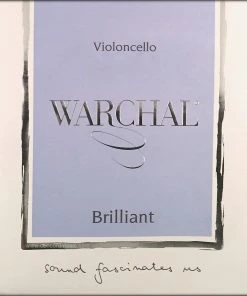 Violoncello
WARCHAL
Brilliant
sound fascinates us